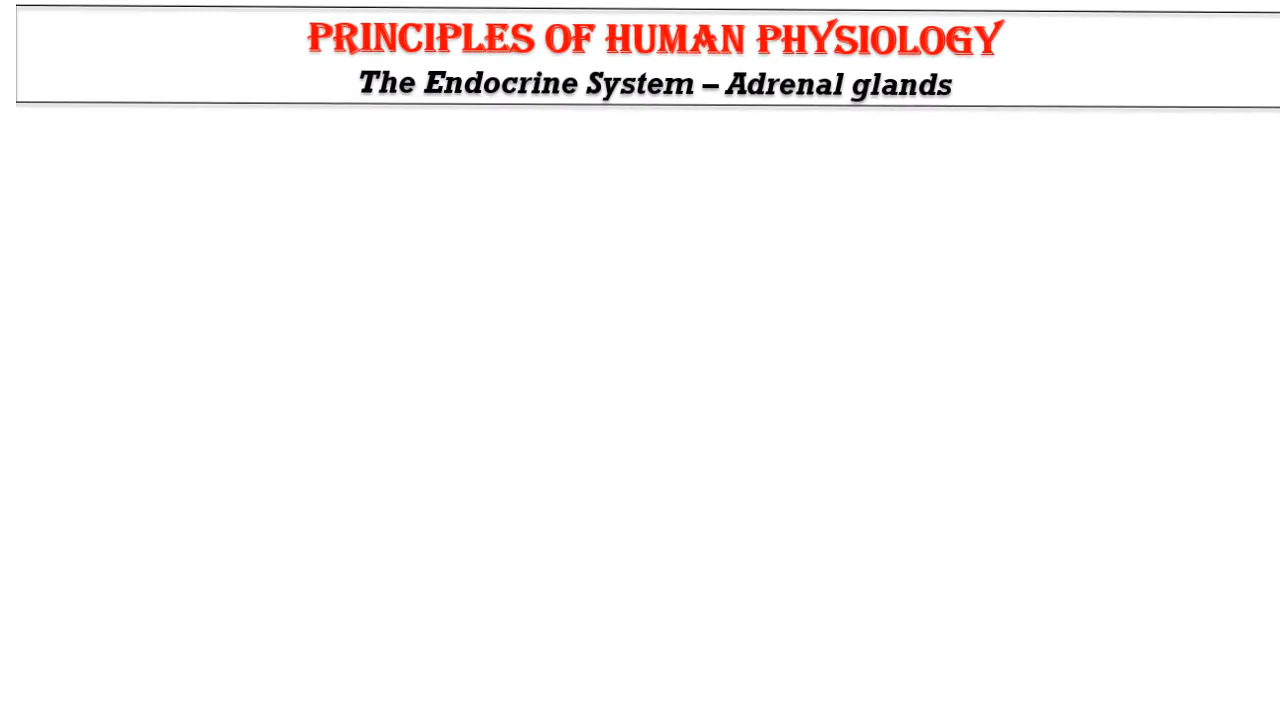 PRINCIPLES OF HUMAN PHYSIOLOGY
The Endocrine System – Adrenal glands